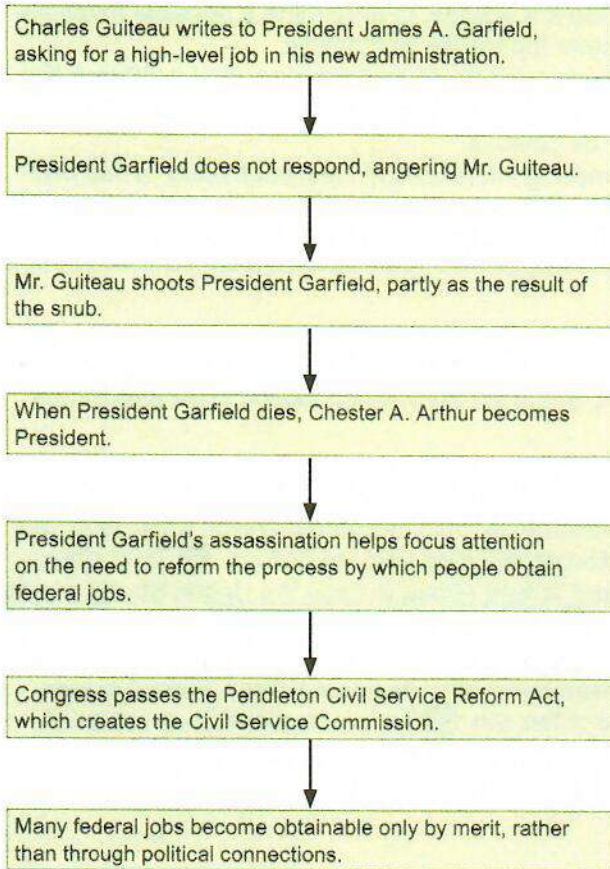 Charles Guiteau writes to President James A. Garfield,
asking for a high-level job in his new administration.
President Garfield does not respond, angering Mr. Guiteau.
Mr. Guiteau shoots President Garfield, partly as the result of
the snub.
When President Garfield dies, Chester A. Arthur becomes
President.
President Garfield's assassination helps focus attention
on the need to reform the process by which people obtain
federal jobs.
Congress passes the Pendleton Civil Service Reform Act,
which creates the Civil Service Commission.
Many federal jobs become obtainable only by merit, rather
than through political connections.